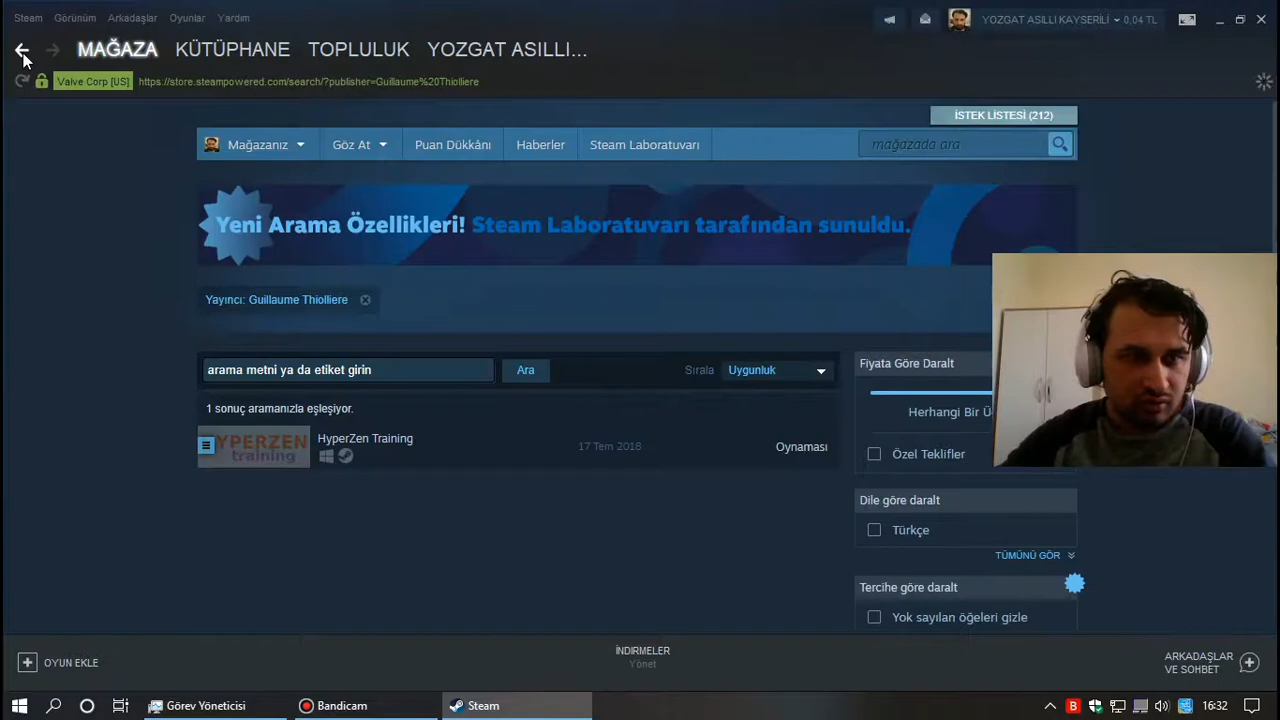 Steam Görünüm Arkadaşlar Oyunlar Yardım
YOZGAT ASILLI KAYSERİLİ 0,04 TL
MAĞAZA KÜTÜPHANE TOPLULUK YOZGAT ASILLI...
Valve Corp [US] https://store.steampowered.com/search/?publisher=Guillaume%20Thiolliere
İSTEK LİSTESİ (212)
Mağazanız Göz At Puan Dükkânı Haberler Steam Laboratuvarı mağazada ara
Yeni Arama Özellikleri! Steam Laboratuvarı tarafından sunuldu.
Yayıncı: Guillaume Thiolliere
arama metni ya da etiket girin Ara Sırala Uygunluk
1 sonuç aramanızla eşleşiyor.
HYPERZEN
training
HyperZen Training
17 Tem 2018
Oynaması
Fiyata Göre Daralt
Herhangi Bir Ü
Özel Teklifler
Dile göre daralt
Türkçe
TÜMÜNÜ GÖR
Tercihe göre daralt
Yok sayılan öğeleri gizle
OYUN EKLE
İNDİRMELER
Yönet
ARKADAŞLAR
VE SOHBET
Görev Yöneticisi Bandicam Steam
B
16:32